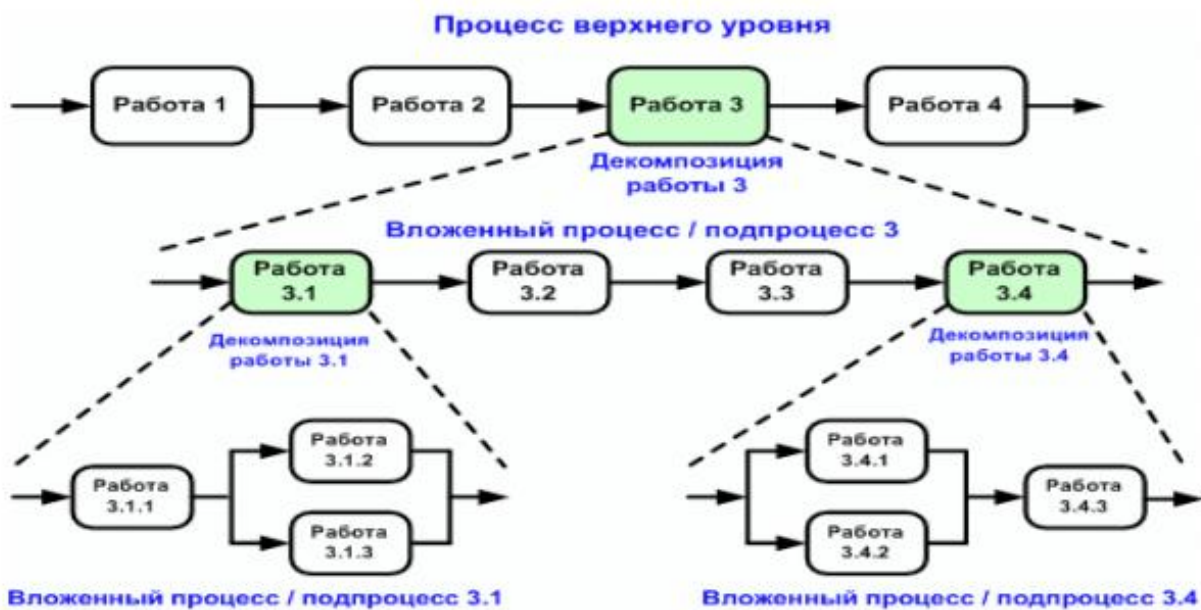 Процесс верхнего уровня
Работа 1
Работа 2
Работа 3
Работа 4
Декомпозиция
работы 3
Вложенный процесс / подпроцесс 3
Работа
3.1
Работа
3.2
Работа
3.3
Работа
3.4
Декомпозиция
работы 3.1
Декомпозиция
работы 3.4
Работа
3.1.1
Работа
3.1.2
Работа
3.1.3
Работа
3.4.1
Работа
3.4.2
Работа
3.4.3
Вложенный процесс / подпроцесс 3.1
Вложенный процесс / подпроцесс 3.4